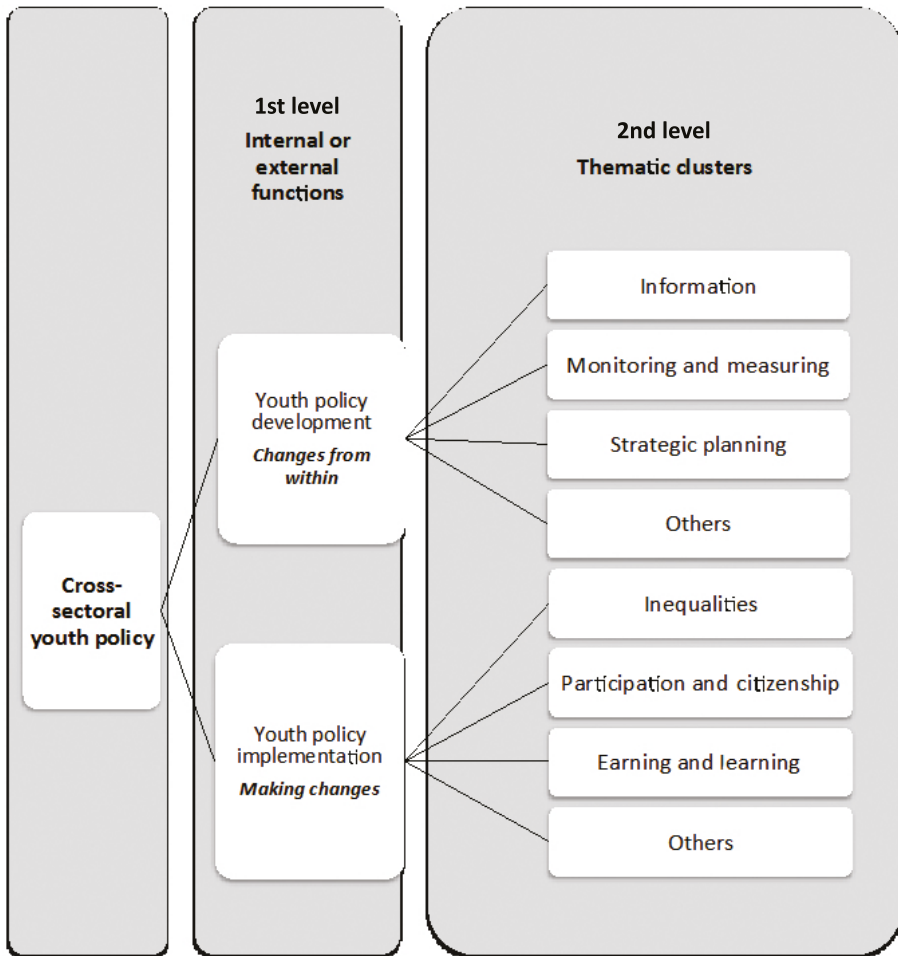 1st level
Internal or
external
functions
2nd level
Thematic clusters
Cross-
sectoral
youth policy
Youth policy
development
Changes from
within
Youth policy
implementation
Making changes
Information
Monitoring and measuring
Strategic planning
Others
Inequalities
Participation and citizenship
Earning and learning
Others